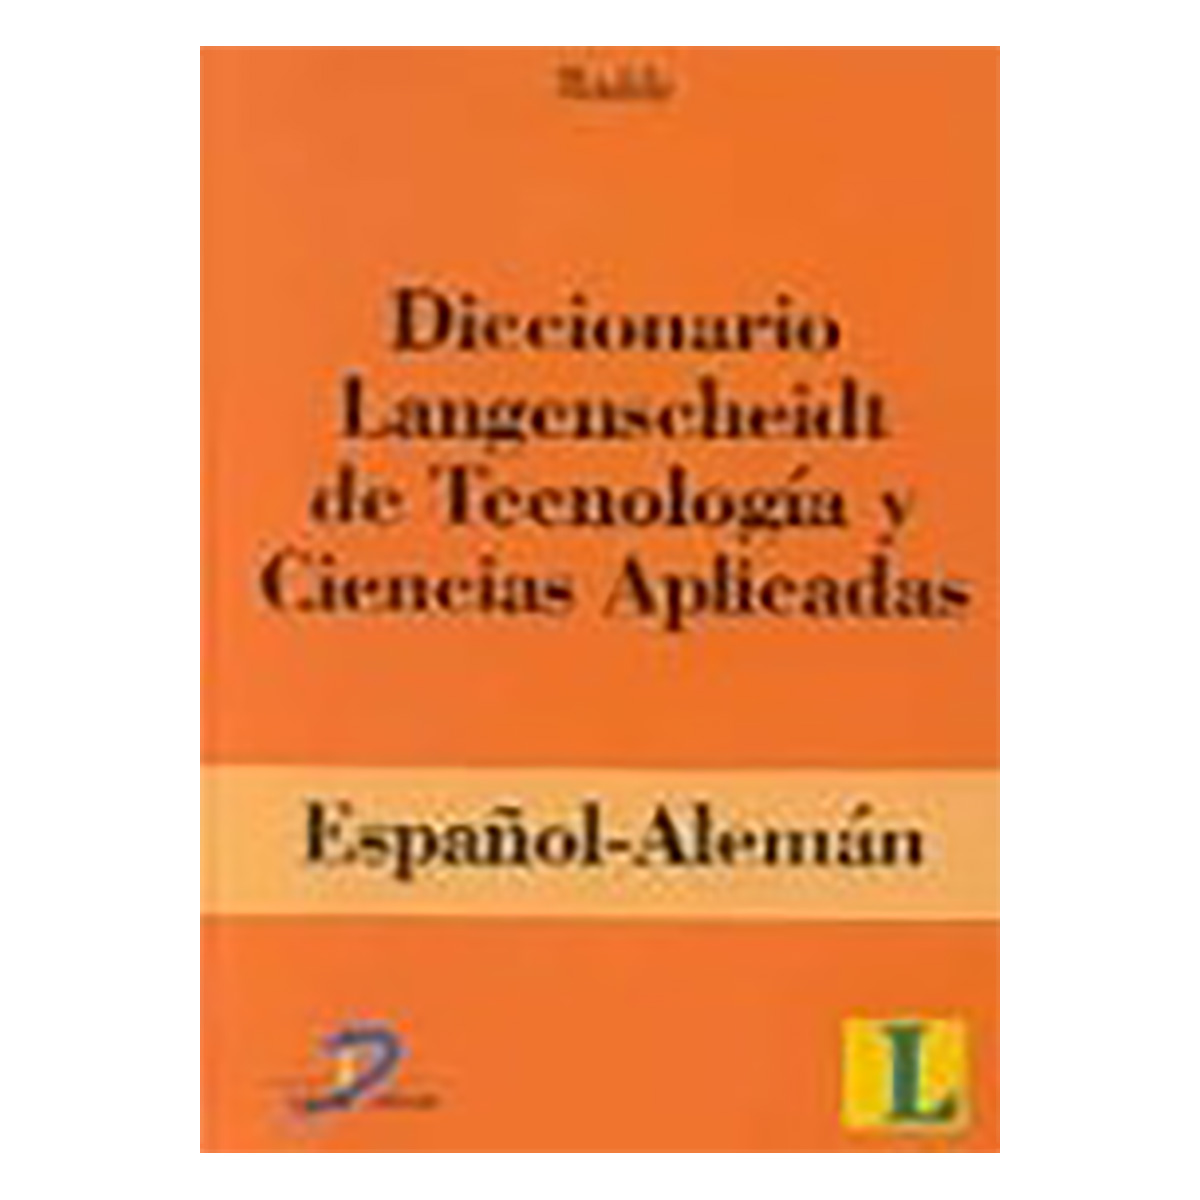 Diccionario
Langenscheidt
de Tecnología y
Ciencias Aplicadas
Español-Alemán
L